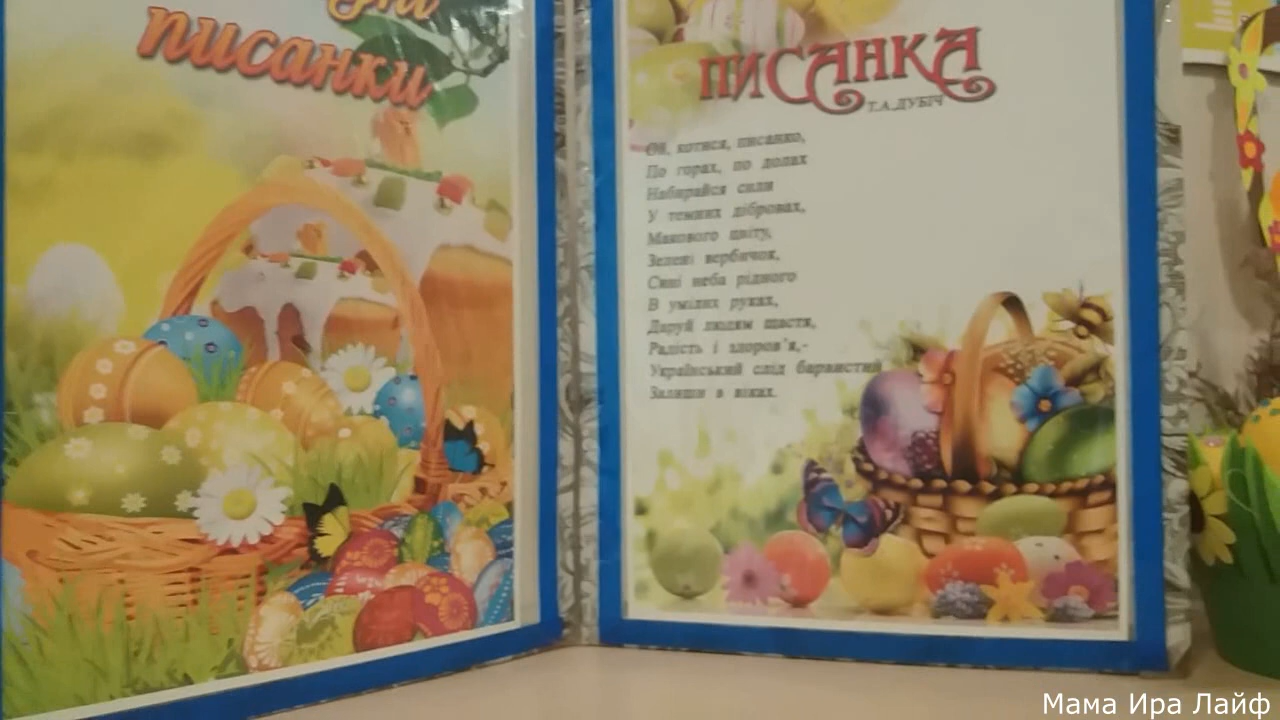 писанки
ПИСАНКА
Т.А.ДУБІЧ
Ой, котися, писанко,
По горах, по долах
Набирайся сили
У темних дібровах,
Макового цвіту,
Зелені вербичок,
Сині неба рідного
В умілих руках,
Даруй людям щастя,
Радість і здоров'я,-
Український слід барвистий
Залиши в віках.
Мама Ира Лайф